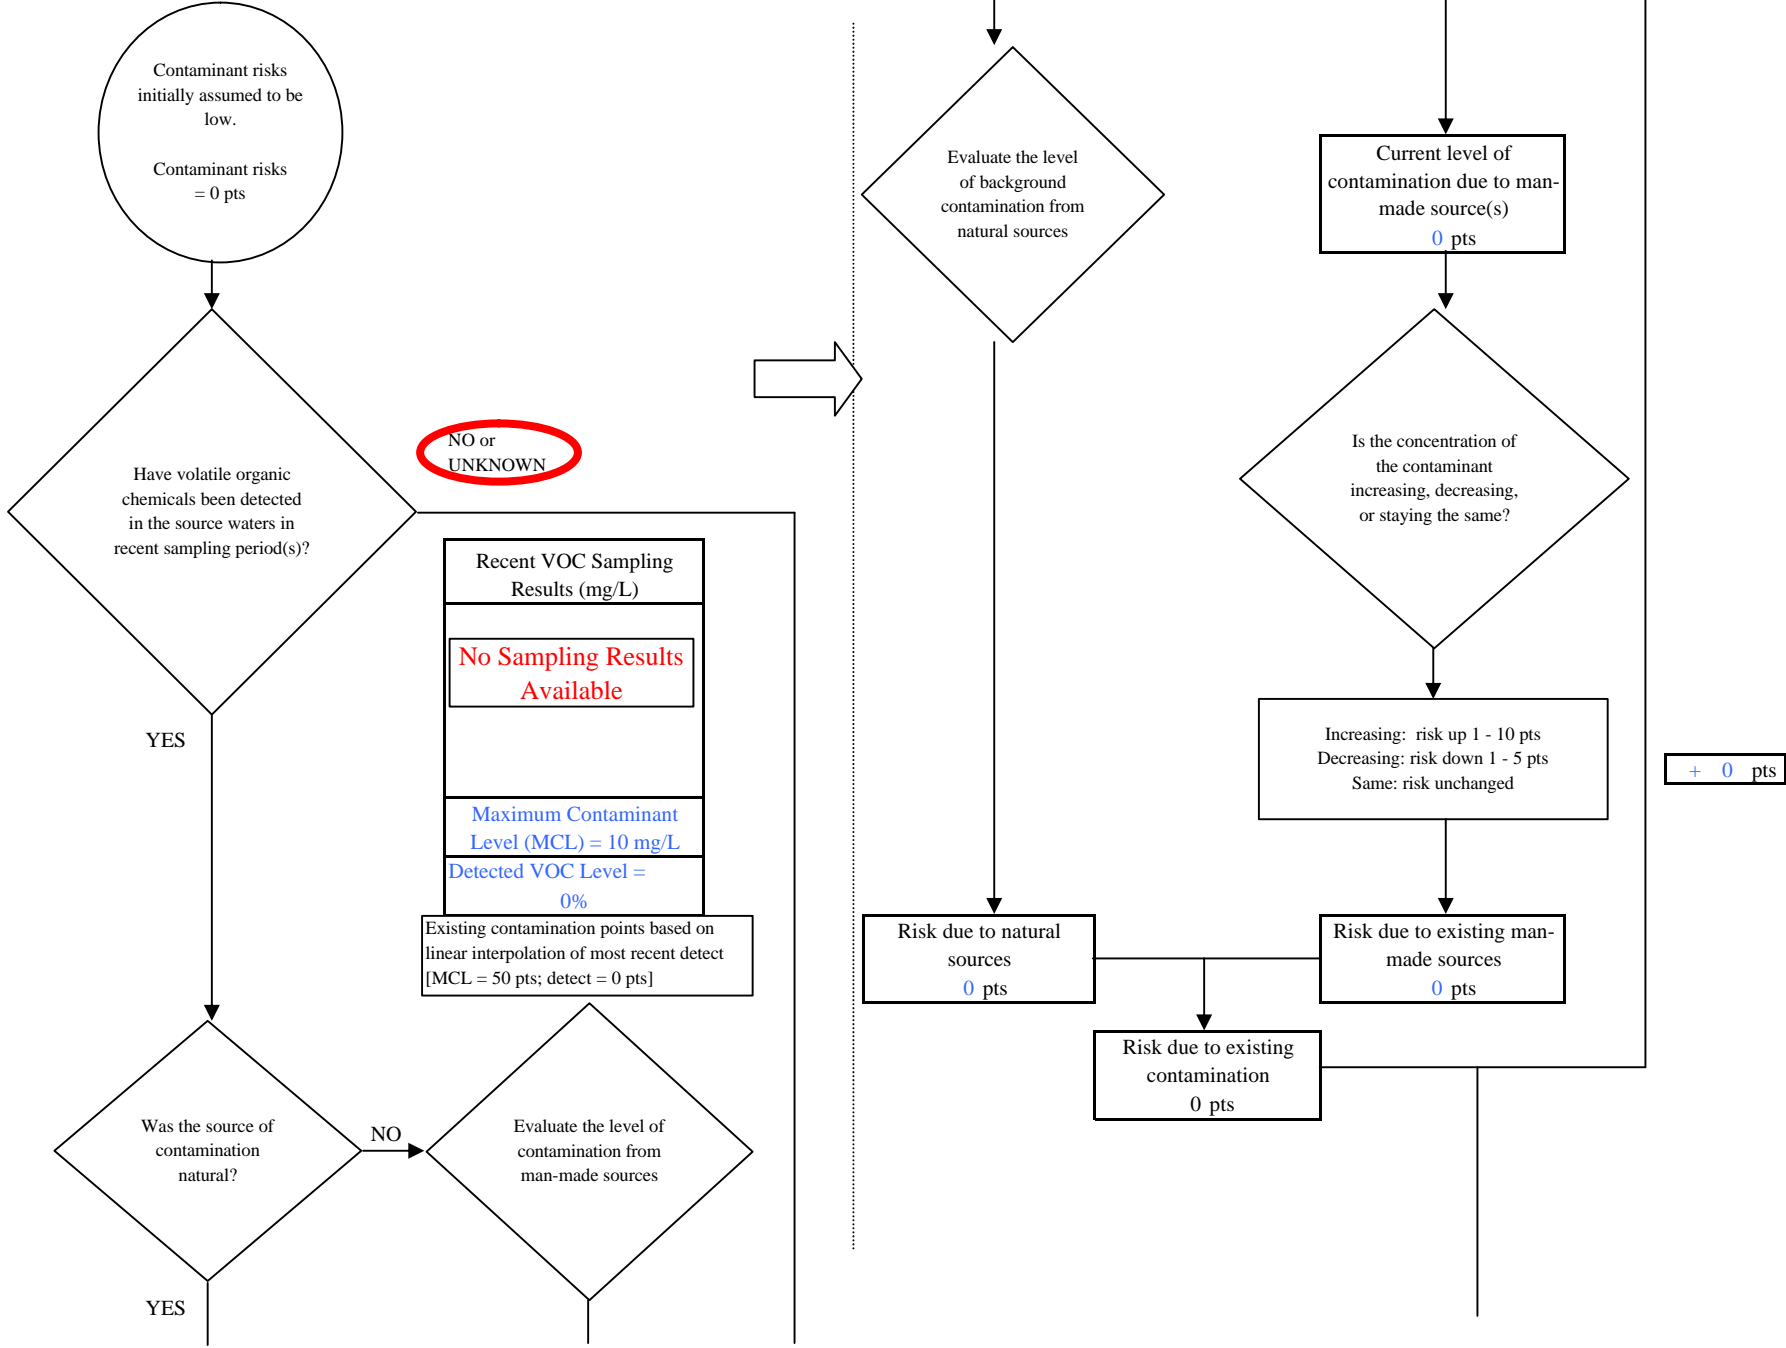 Contaminant risks
initially assumed to be
low.
Contaminant risks
= 0 pts
Have volatile organic
chemicals been detected
in the source waters in
recent sampling period(s)?
NO or
UNKNOWN
YES
Recent VOC Sampling
Results (mg/L)
No Sampling Results
Available
Maximum Contaminant
Level (MCL) = 10 mg/L
Detected VOC Level =
0%
Existing contamination points based on
linear interpolation of most recent detect
[MCL = 50 pts; detect = 0 pts]
Was the source of
contamination
natural?
NO
YES
Evaluate the level of
contamination from
man-made sources
Evaluate the level
of background
contamination from
natural sources
Current level of
contamination due to man-
made source(s)
0 pts
Is the concentration of
the contaminant
increasing, decreasing,
or staying the same?
Increasing:  risk up 1 - 10 pts
Decreasing: risk down 1 - 5 pts
Same: risk unchanged
+ 0 pts
Risk due to natural
sources
0 pts
Risk due to existing man-
made sources
0 pts
Risk due to existing
contamination
0 pts